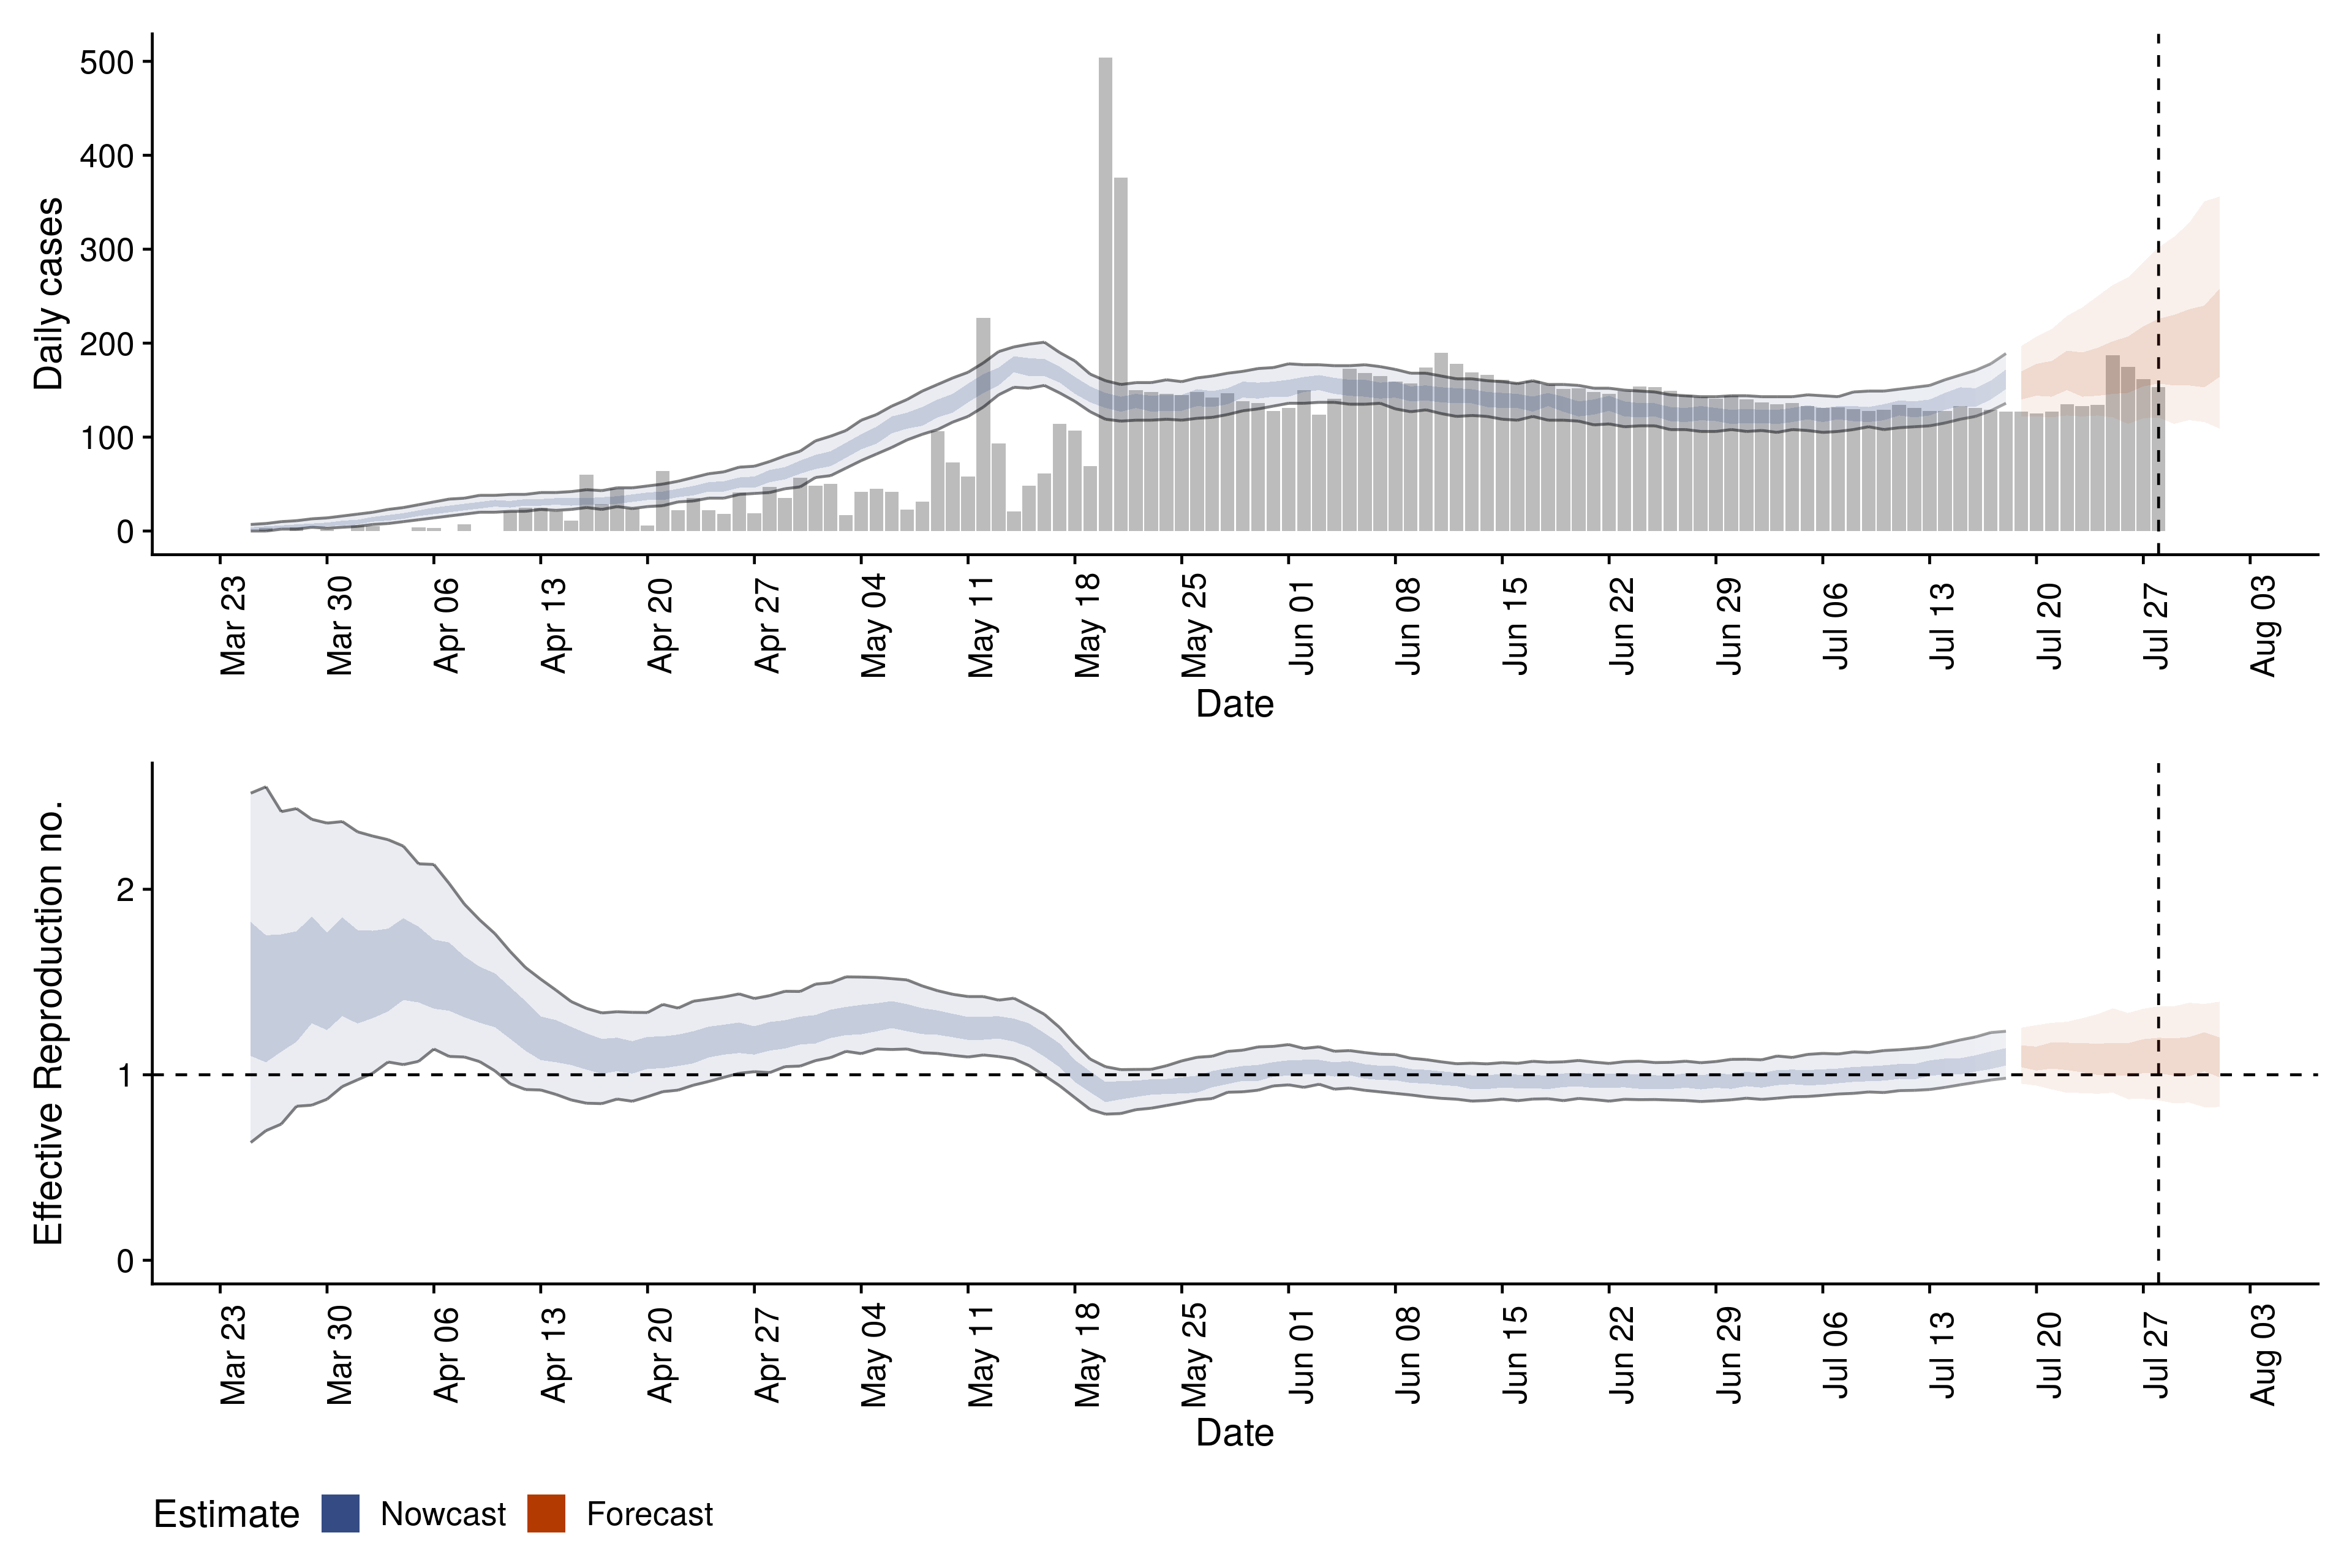 Daily cases
500
400
300
200
100
0
Mar 23 Mar 30 Apr 06 Apr 13 Apr 20 Apr 27 May 04 May 11 May 18 May 25 Jun 01 Jun 08 Jun 15 Jun 22 Jun 29 Jul 06 Jul 13 Jul 20 Jul 27 Aug 03
Date
Effective Reproduction no.
2
1
0
Mar 23 Mar 30 Apr 06 Apr 13 Apr 20 Apr 27 May 04 May 11 May 18 May 25 Jun 01 Jun 08 Jun 15 Jun 22 Jun 29 Jul 06 Jul 13 Jul 20 Jul 27 Aug 03
Date
Estimate Nowcast Forecast